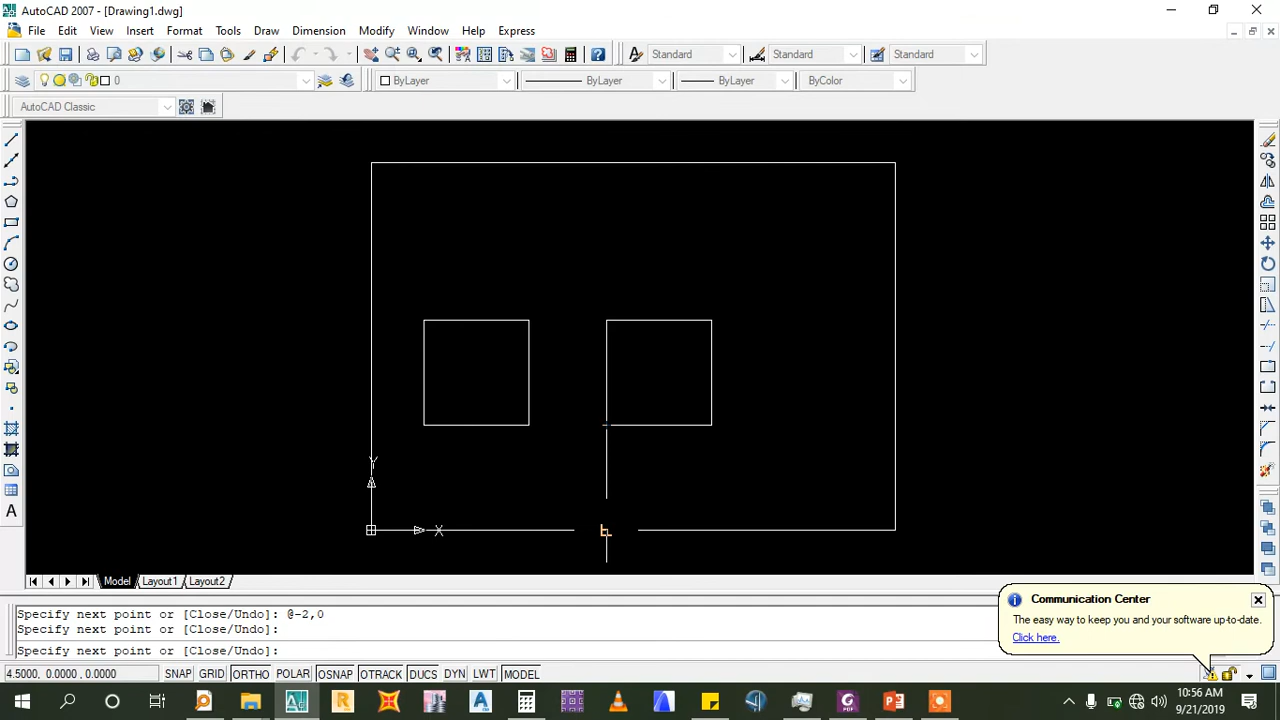 AutoCAD 2007 - [Drawing1.dwg]
File Edit View Insert Format Tools Draw Dimension Modify Window Help Express
Standard Standard Standard
0 ByLayer ByLayer ByLayer ByColor
AutoCAD Classic
A
Y
X
Model Layout1 Layout2
Specify next point or [Close/Undo]: @-2,0
Specify next point or [Close/Undo]:
Specify next point or [Close/Undo]:
Communication Center
The easy way to keep you and your software up-to-date.
Click here.
4.5000, 0.0000 , 0.0000 SNAP GRID ORTHO POLAR OSNAP OTRACK DUCS DYN LWT MODEL
10:56 AM
9/21/2019